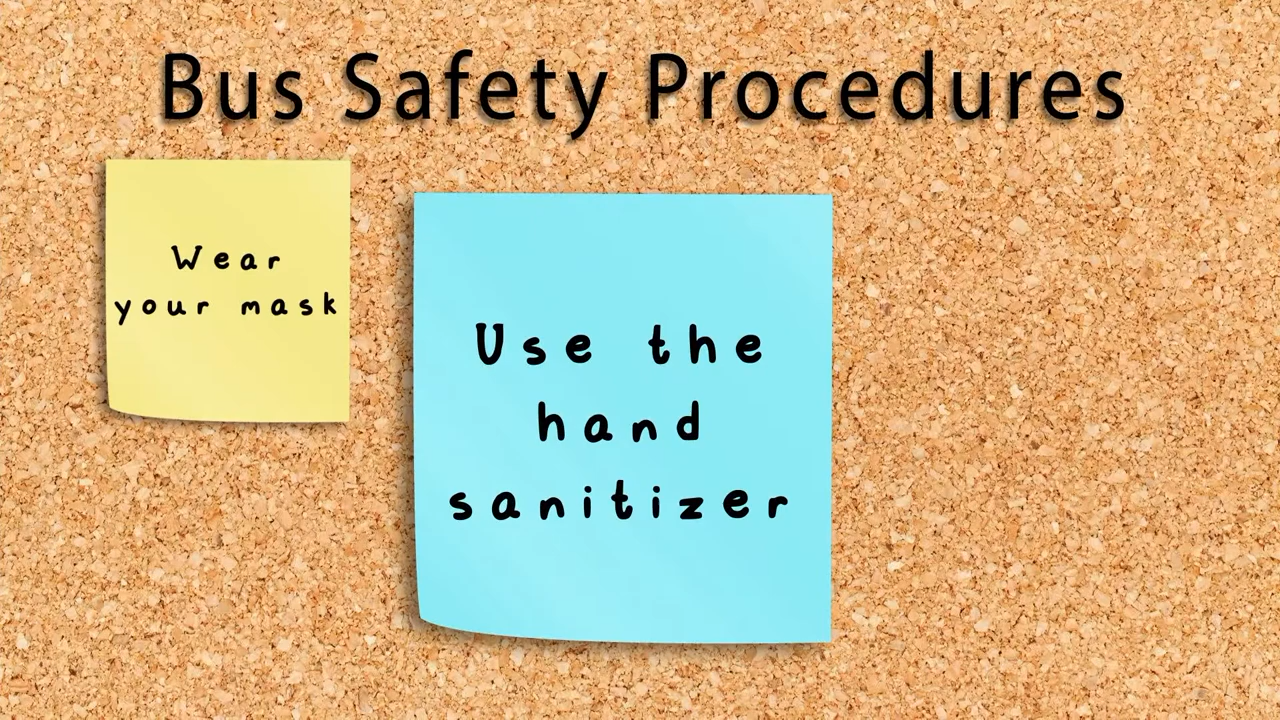 Bus Safety Procedures
Wear
your mask
Use the
hand
sanitizer